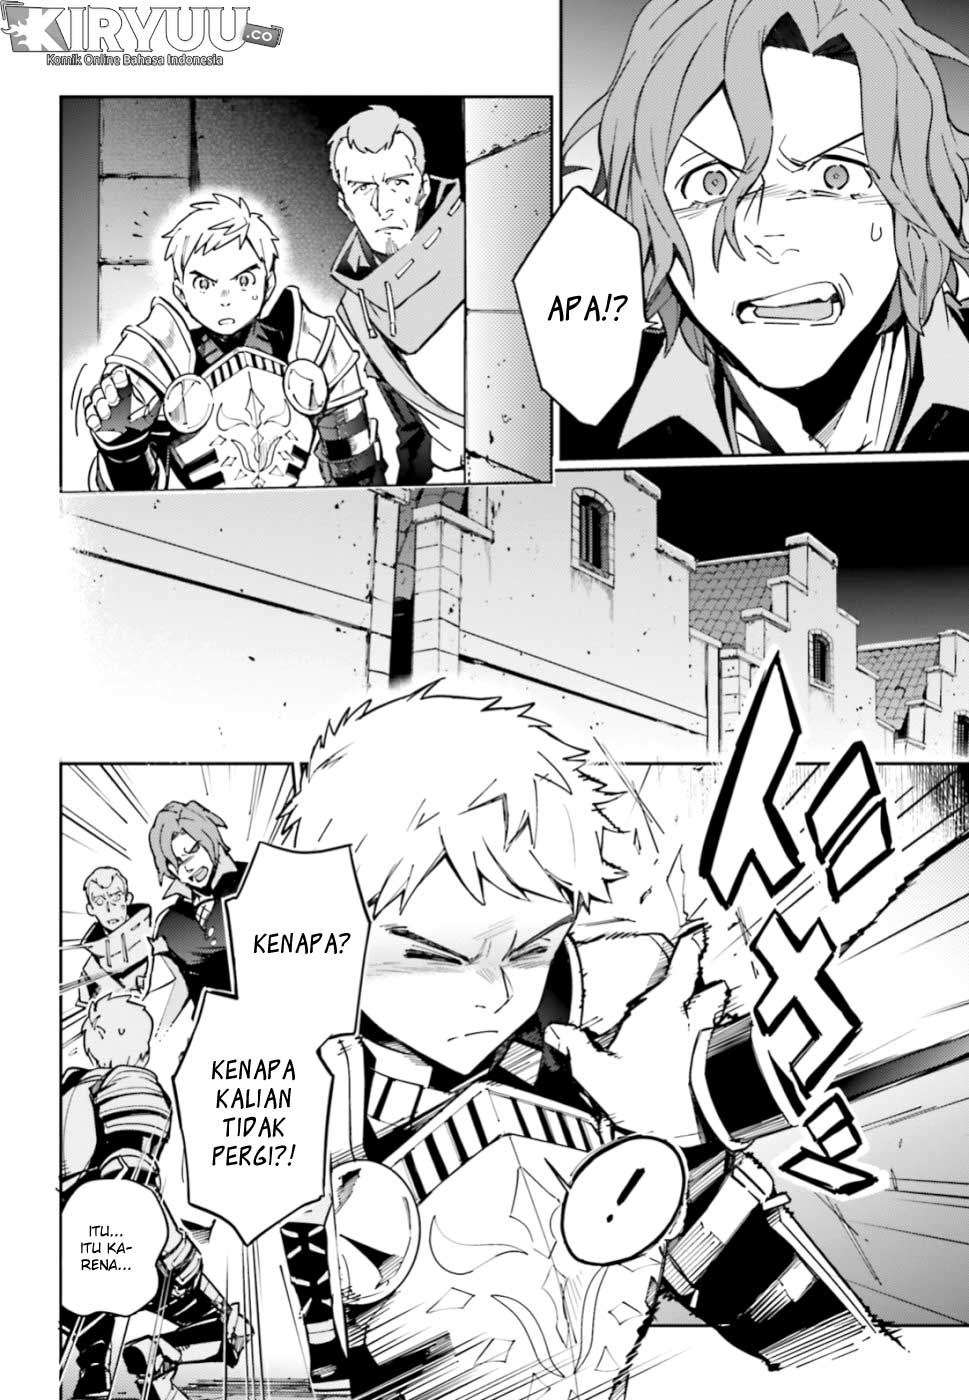 KIRYUU.CO
Komik Online Bahasa Indonesia
APA!?
KENAPA?
KENAPA
KALIAN
TIDAK
PERGI?!
!
ITU...
ITU KA-
RENA...